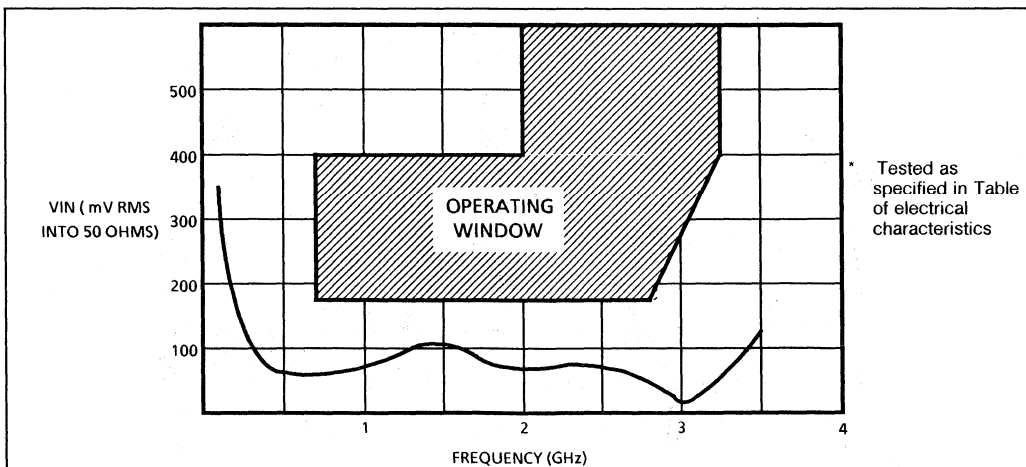 500
400
300
200
100
VIN ( mV RMS
INTO 50 OHMS)
OPERATING
WINDOW
* Tested as
specified in Table
of electrical
characteristics
1
2
3
4
FREQUENCY (GHz)